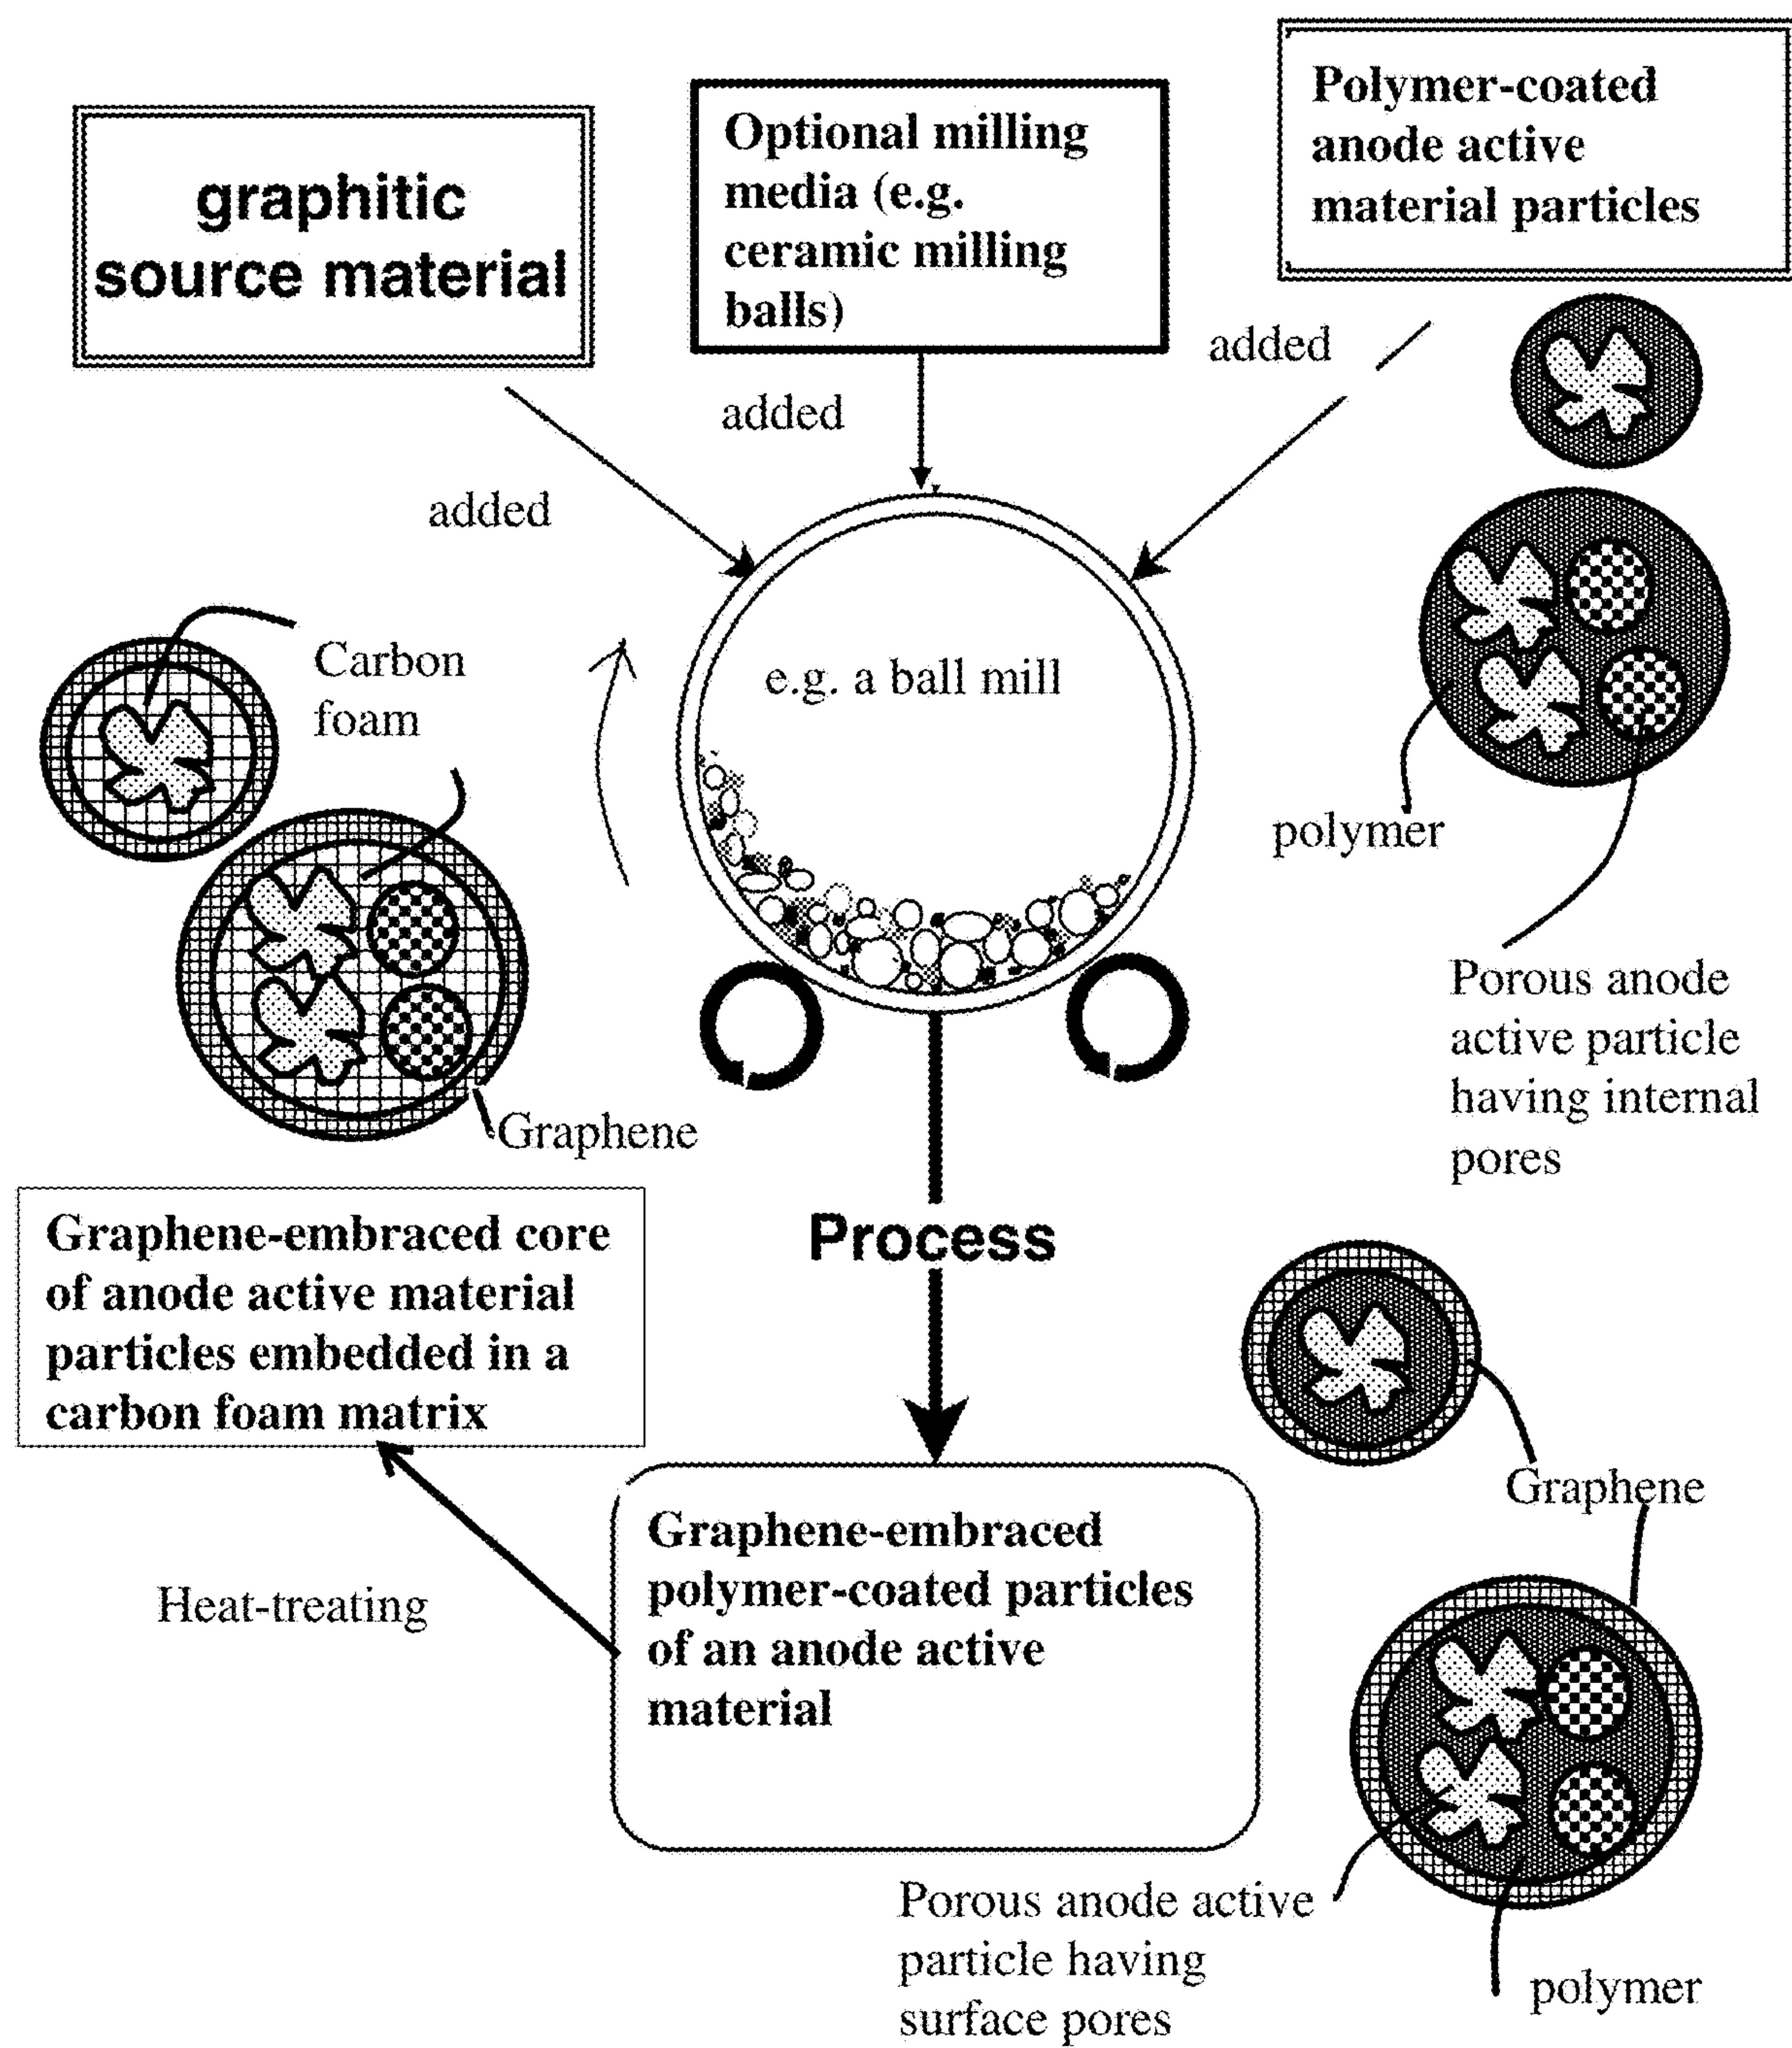 graphitic
source material
Optional milling
media (e.g.
ceramic milling
balls)
Polymer-coated
anode active
material particles
added
added
added
e.g. a ball mill
Carbon
foam
polymer
Porous anode
active particle
having internal
pores
Graphene
Graphene-embraced core
of anode active material
particles embedded in a
carbon foam matrix
Process
Graphene
Heat-treating
Graphene-embraced
polymer-coated particles
of an anode active
material
Porous anode active
particle having
surface pores
polymer